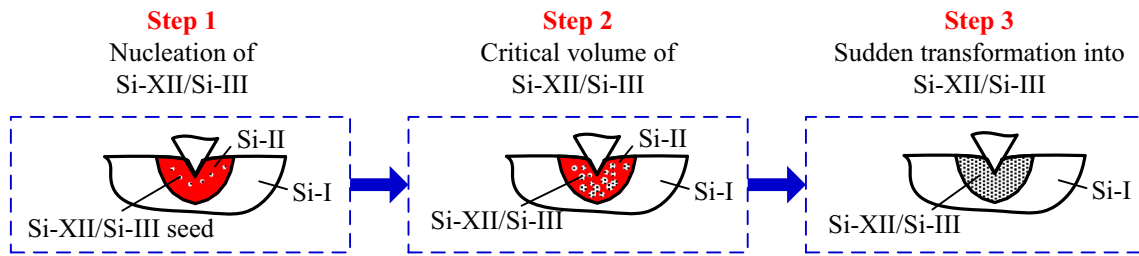 Step 1
Nucleation of
Si-XII/Si-III
Si-II
Si-I
Si-XII/Si-III seed
Step 2
Critical volume of
Si-XII/Si-III
Si-II
Si-I
Si-XII/Si-III
Step 3
Sudden transformation into
Si-XII/Si-III
Si-I
Si-XII/Si-III